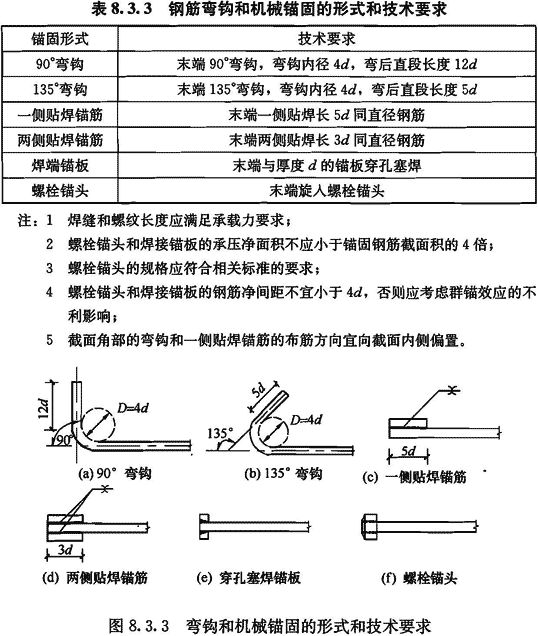 表 8.3.3 钢筋弯钩和机械锚固的形式和技术要求
锚固形式 技术要求
90°弯钩 末端 90°弯钩，弯钩内径 4d，弯后直段长度 12d
135°弯钩 末端 135°弯钩，弯钩内径 4d，弯后直段长度 5d
一侧贴焊锚筋 末端一侧贴焊长 5d 同直径钢筋
两侧贴焊锚筋 末端两侧贴焊长 3d 同直径钢筋
焊端锚板 末端与厚度 d 的锚板穿孔塞焊
螺栓锚头 末端旋入螺栓锚头
注：1 焊缝和螺纹长度应满足承载力要求；
2 螺栓锚头和焊接锚板的承压净面积不应小于锚固钢筋截面积的 4 倍；
3 螺栓锚头的规格应符合相关标准的要求；
4 螺栓锚头和焊接锚板的钢筋净间距不宜小于 4d，否则应考虑群锚效应的不
利影响；
5 截面角部的弯钩和一侧贴焊锚筋的布筋方向宜向截面内侧偏置。
12d
90°
D=4d
(a) 90° 弯钩
5d
135°
D=4d
(b) 135° 弯钩
5d
(c) 一侧贴焊锚筋
3d
(d) 两侧贴焊锚筋
(e) 穿孔塞焊锚板
(f) 螺栓锚头
图 8.3.3 弯钩和机械锚固的形式和技术要求